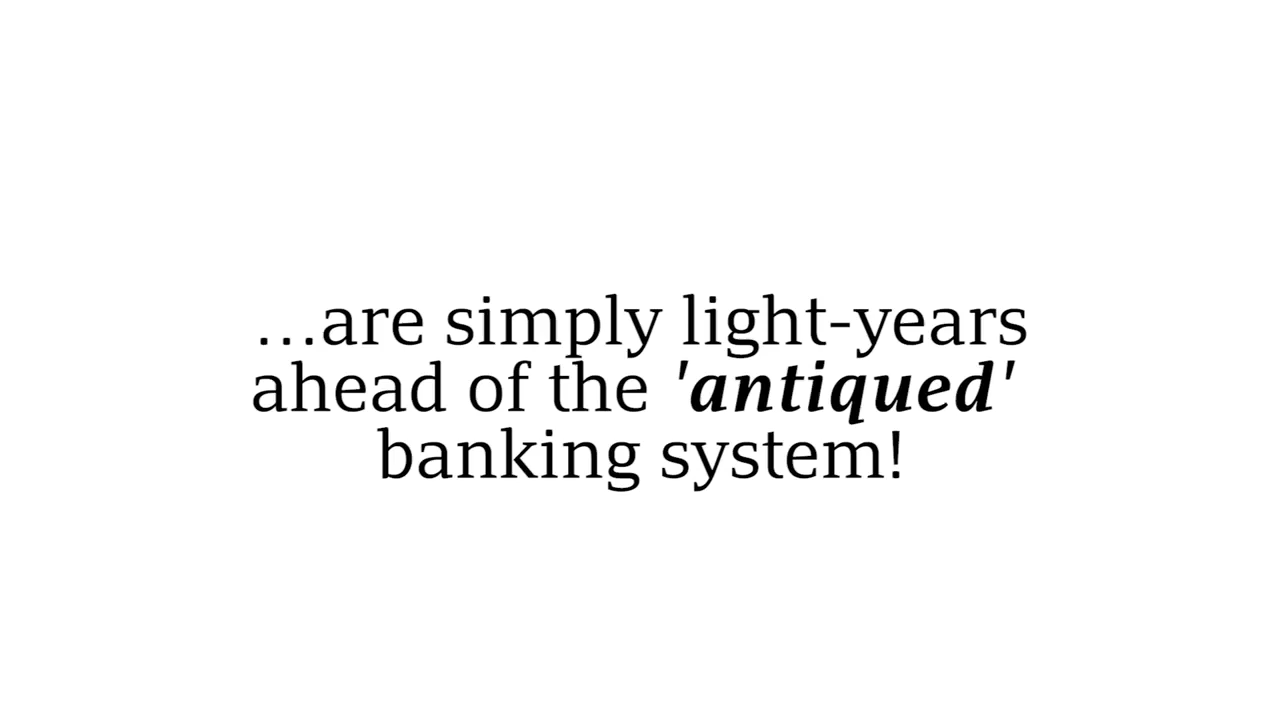 ...are simply light-years
ahead of the 'antiqued'
banking system!